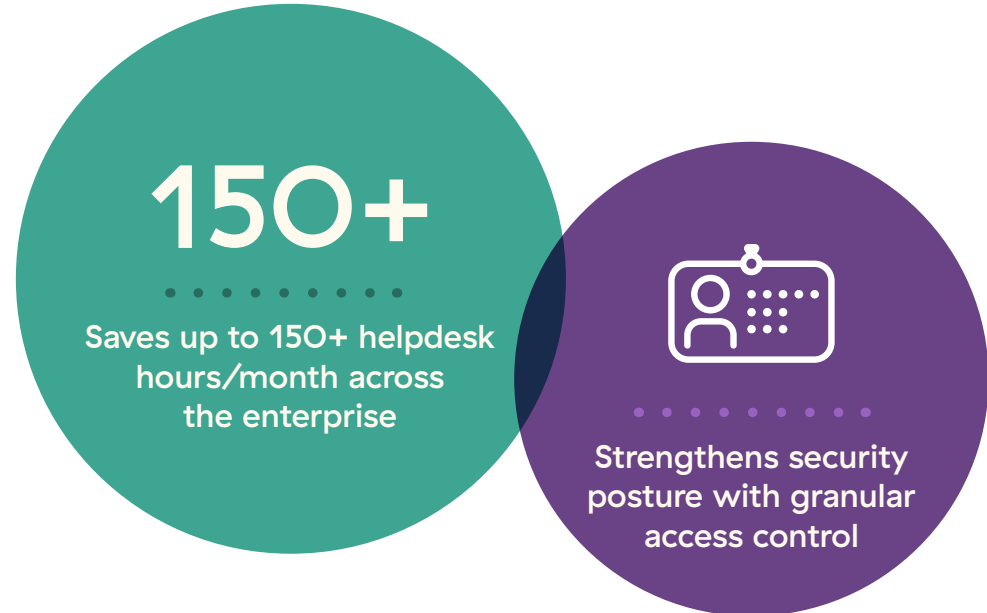 150+
Saves up to 150+ helpdesk
hours/month across
the enterprise
Strengthens security
posture with granular
access control